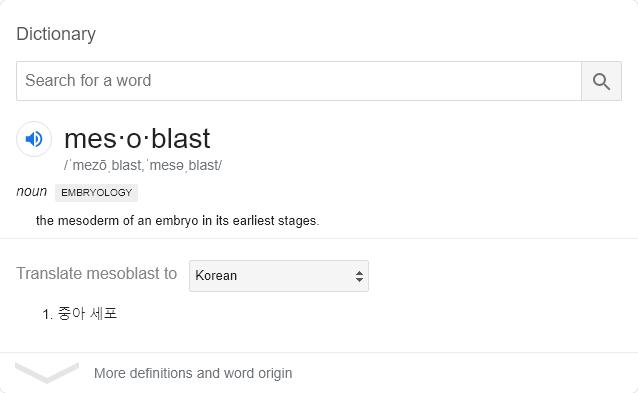 Dictionary
Search for a word
mes·o·blast
/ˈmezōˌblast,ˈmesəˌblast/
noun EMBRYOLOGY
the mesoderm of an embryo in its earliest stages.
Translate mesoblast to Korean
1. 중아 세포
More definitions and word origin